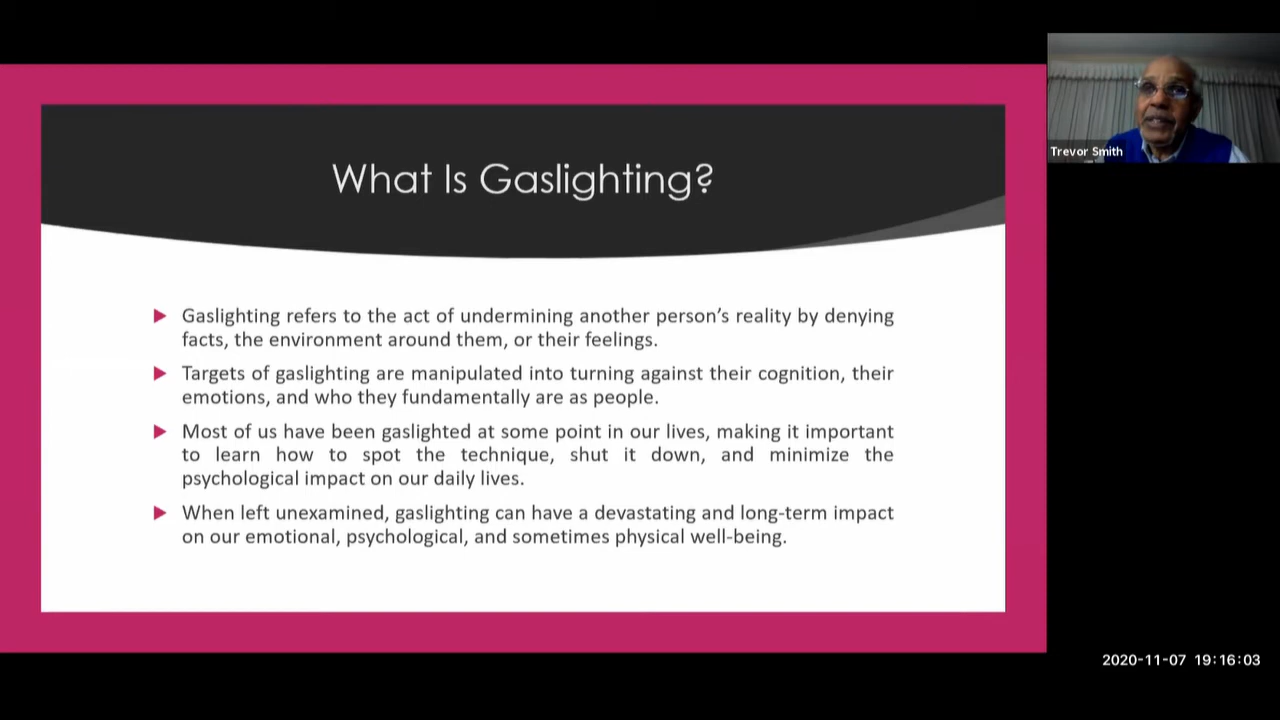 What Is Gaslighting?
Gaslighting refers to the act of undermining another person’s reality by denying
facts, the environment around them, or their feelings.
Targets of gaslighting are manipulated into turning against their cognition, their
emotions, and who they fundamentally are as people.
Most of us have been gaslighted at some point in our lives, making it important
to learn how to spot the technique, shut it down, and minimize the
psychological impact on our daily lives.
When left unexamined, gaslighting can have a devastating and long-term impact
on our emotional, psychological, and sometimes physical well-being.
Trevor Smith
2020-11-07 19:16:03